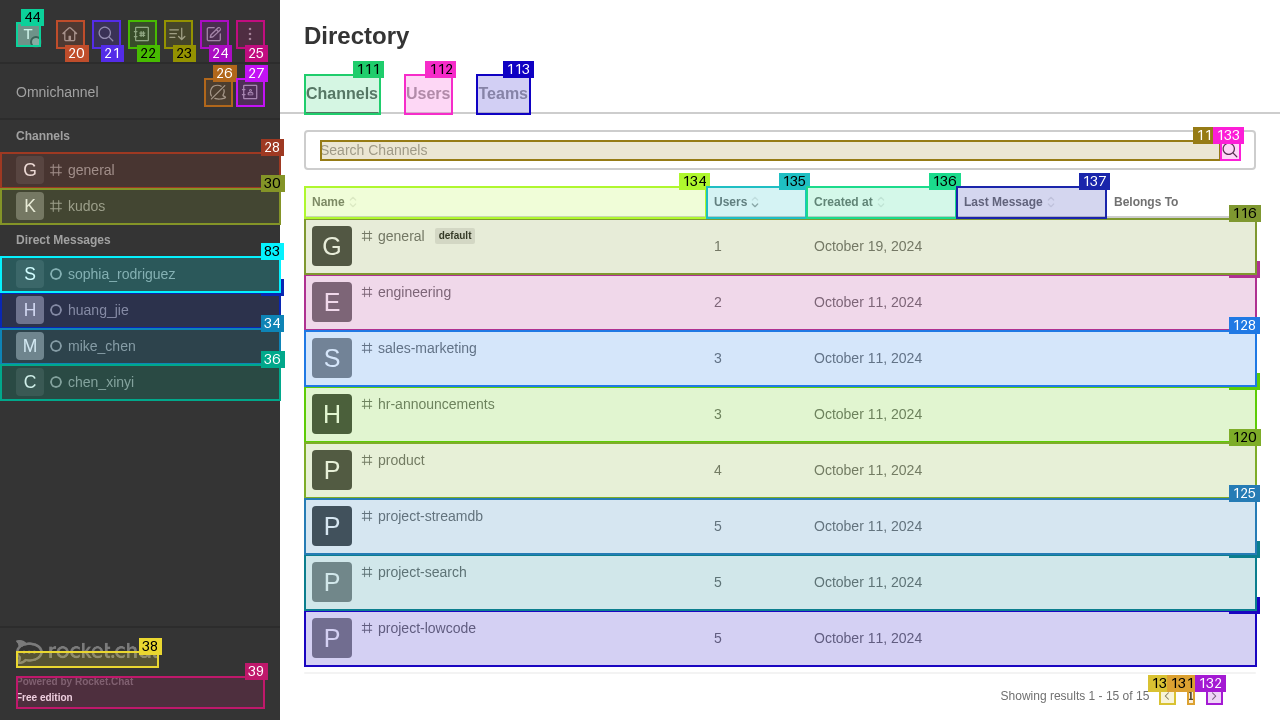 44
T
20
21
22
23
24
25
Directory
111
112
113
Channels
Users
Teams
Omnichannel
26
27
Channels
28
G
general
30
kudos
Direct Messages
83
S
sophia_rodriguez
H
huang_jie
34
M
mike_chen
36
C
chen_xinyi
Search Channels
11
133
134
135
136
137
Name
Users
Created at
Last Message
Belongs To
116
G
general
default
1
October 19, 2024
E
engineering
2
October 11, 2024
128
S
sales-marketing
3
October 11, 2024
H
hr-announcements
3
October 11, 2024
120
P
product
4
October 11, 2024
125
P
project-streamdb
5
October 11, 2024
P
project-search
5
October 11, 2024
P
project-lowcode
5
October 11, 2024
38
rocket.chat
39
Powered by Rocket.Chat
Free edition
13
131
132
Showing results 1 - 15 of 15
1